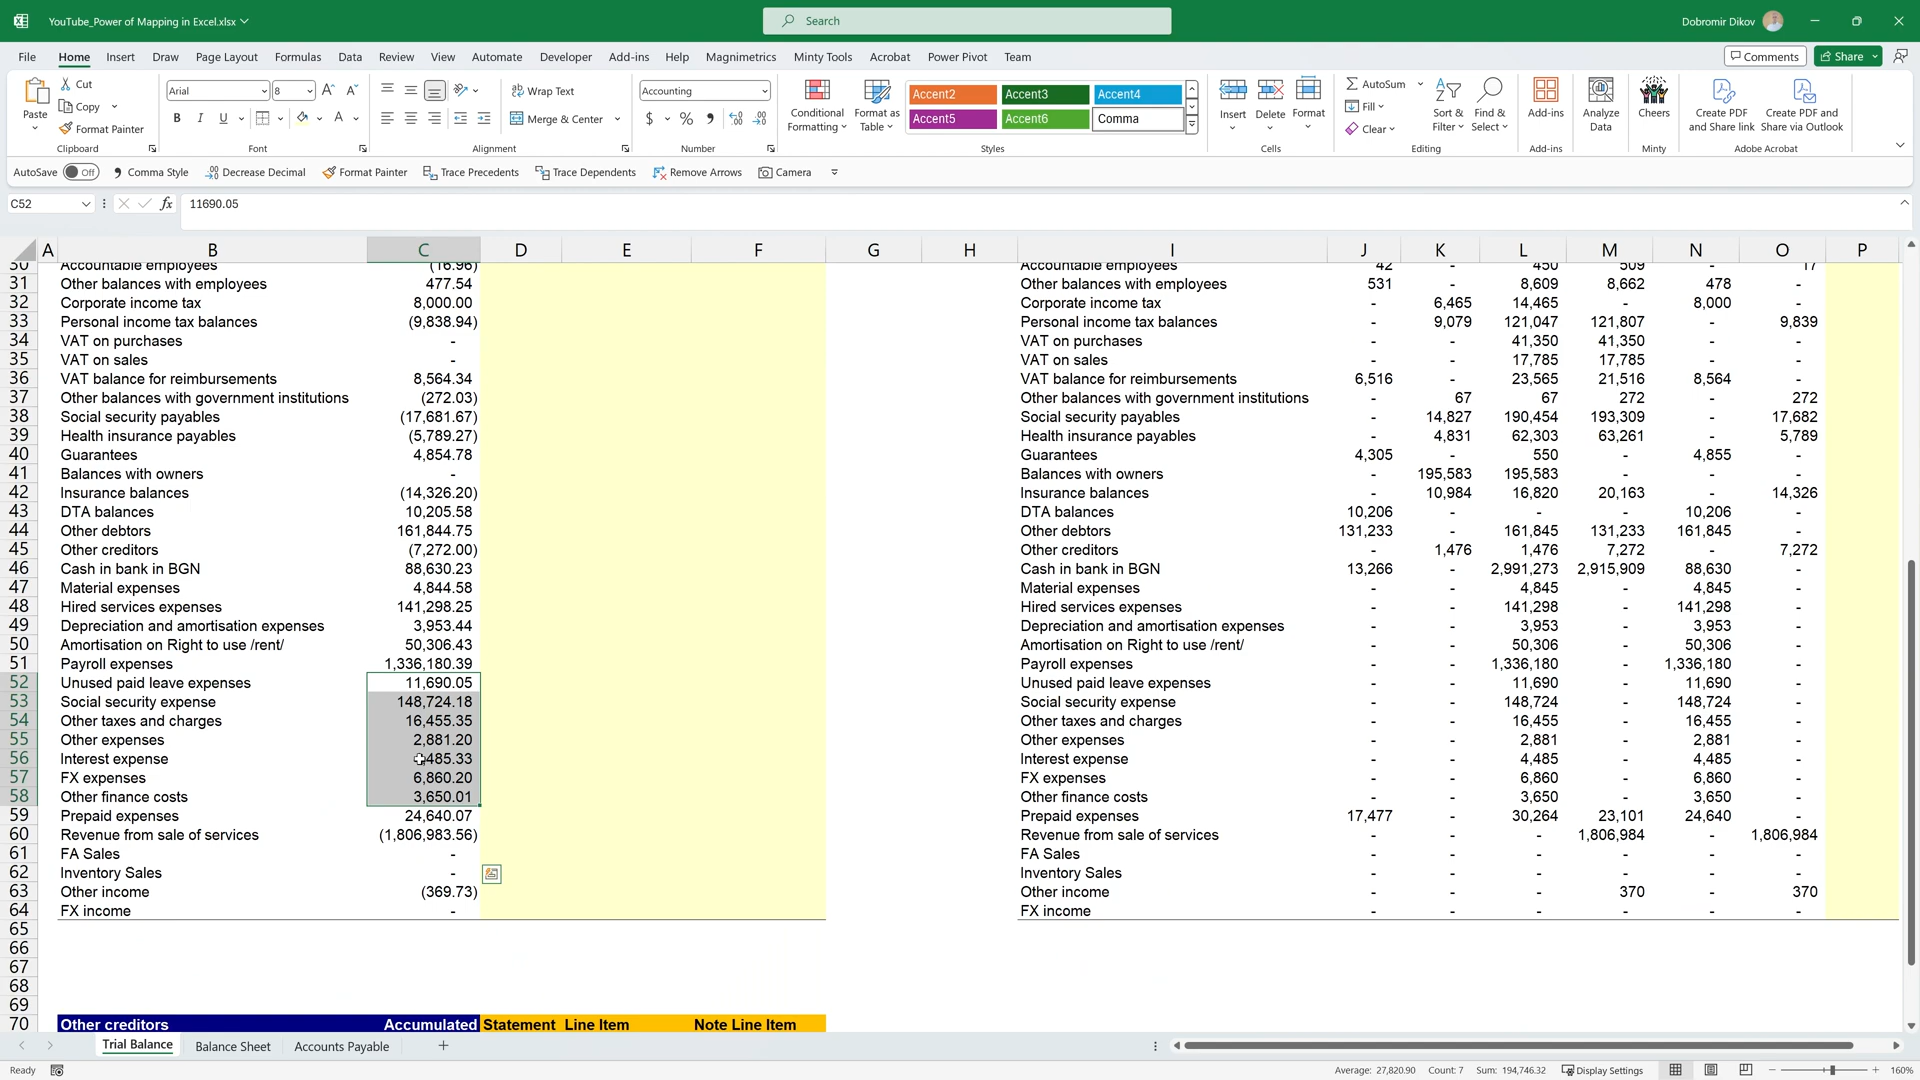 YouTube_Power of Mapping in Excel.xlsx
Search
Dobromir Dikov
File Home Insert Draw Page Layout Formulas Data Review View Automate Developer Add-ins Help Magnimetrics Minty Tools Acrobat Power Pivot Team
Comments Share
Paste Cut Copy Format Painter Clipboard
Arial 8 B I U Font
Wrap Text Merge & Center Alignment
Accounting $ % Number
Conditional Formatting Format as Table
Accent2 Accent3 Accent4
Accent5 Accent6 Comma
Styles
Insert Delete Format Cells
AutoSum Fill Clear Sort & Filter Find & Select Editing
Add-ins Add-ins
Analyze Data
Cheers Minty
Create PDF and Share link Create PDF and Share via Outlook Adobe Acrobat
AutoSave Off Comma Style Decrease Decimal Format Painter Trace Precedents Trace Dependents Remove Arrows Camera
C52 fx 11690.05
A B C D E F G H I J K L M N O P
30 Accountable employees (16.96) Accountable employees 42 - 450 509 - 17
31 Other balances with employees 477.54 Other balances with employees 531 - 8,609 8,662 478 -
32 Corporate income tax 8,000.00 Corporate income tax - 6,465 14,465 - 8,000 -
33 Personal income tax balances (9,838.94) Personal income tax balances - 9,079 121,047 121,807 - 9,839
34 VAT on purchases - VAT on purchases - - 41,350 41,350 - -
35 VAT on sales - VAT on sales - - 17,785 17,785 - -
36 VAT balance for reimbursements 8,564.34 VAT balance for reimbursements 6,516 - 23,565 21,516 8,564 -
37 Other balances with government institutions (272.03) Other balances with government institutions - 67 67 272 - 272
38 Social security payables (17,681.67) Social security payables - 14,827 190,454 193,309 - 17,682
39 Health insurance payables (5,789.27) Health insurance payables - 4,831 62,303 63,261 - 5,789
40 Guarantees 4,854.78 Guarantees 4,305 - 550 - 4,855 -
41 Balances with owners - Balances with owners - 195,583 195,583 - - -
42 Insurance balances (14,326.20) Insurance balances - 10,984 16,820 20,163 - 14,326
43 DTA balances 10,205.58 DTA balances 10,206 - - - 10,206 -
44 Other debtors 161,844.75 Other debtors 131,233 - 161,845 131,233 161,845 -
45 Other creditors (7,272.00) Other creditors - 1,476 1,476 7,272 - 7,272
46 Cash in bank in BGN 88,630.23 Cash in bank in BGN 13,266 - 2,991,273 2,915,909 88,630 -
47 Material expenses 4,844.58 Material expenses - - 4,845 - 4,845 -
48 Hired services expenses 141,298.25 Hired services expenses - - 141,298 - 141,298 -
49 Depreciation and amortisation expenses 3,953.44 Depreciation and amortisation expenses - - 3,953 - 3,953 -
50 Amortisation on Right to use /rent/ 50,306.43 Amortisation on Right to use /rent/ - - 50,306 - 50,306 -
51 Payroll expenses 1,336,180.39 Payroll expenses - - 1,336,180 - 1,336,180 -
52 Unused paid leave expenses 11,690.05 Unused paid leave expenses - - 11,690 - 11,690 -
53 Social security expense 148,724.18 Social security expense - - 148,724 - 148,724 -
54 Other taxes and charges 16,455.35 Other taxes and charges - - 16,455 - 16,455 -
55 Other expenses 2,881.20 Other expenses - - 2,881 - 2,881 -
56 Interest expense 485.33 Interest expense - - 4,485 - 4,485 -
57 FX expenses 6,860.20 FX expenses - - 6,860 - 6,860 -
58 Other finance costs 3,650.01 Other finance costs - - 3,650 - 3,650 -
59 Prepaid expenses 24,640.07 Prepaid expenses 17,477 - 30,264 23,101 24,640 -
60 Revenue from sale of services (1,806,983.56) Revenue from sale of services - - - 1,806,984 - 1,806,984
61 FA Sales - FA Sales - - - - - -
62 Inventory Sales - Inventory Sales - - - - - -
63 Other income (369.73) Other income - - - 370 - 370
64 FX income - FX income - - - - - -
65
66
67
68
69
70 Other creditors Accumulated Statement Line Item Note Line Item
Trial Balance Balance Sheet Accounts Payable
Ready Average: 27,820.90 Count: 7 Sum: 194,746.32 Display Settings 160%